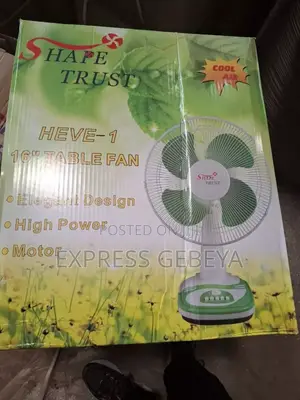 SHAPE
TRUST
COOL
AIR
HEVE-1
16" TABLE FAN
• Elegant Design
• High Power
• Motor
POSTED ON
EXPRESS GEBEYA